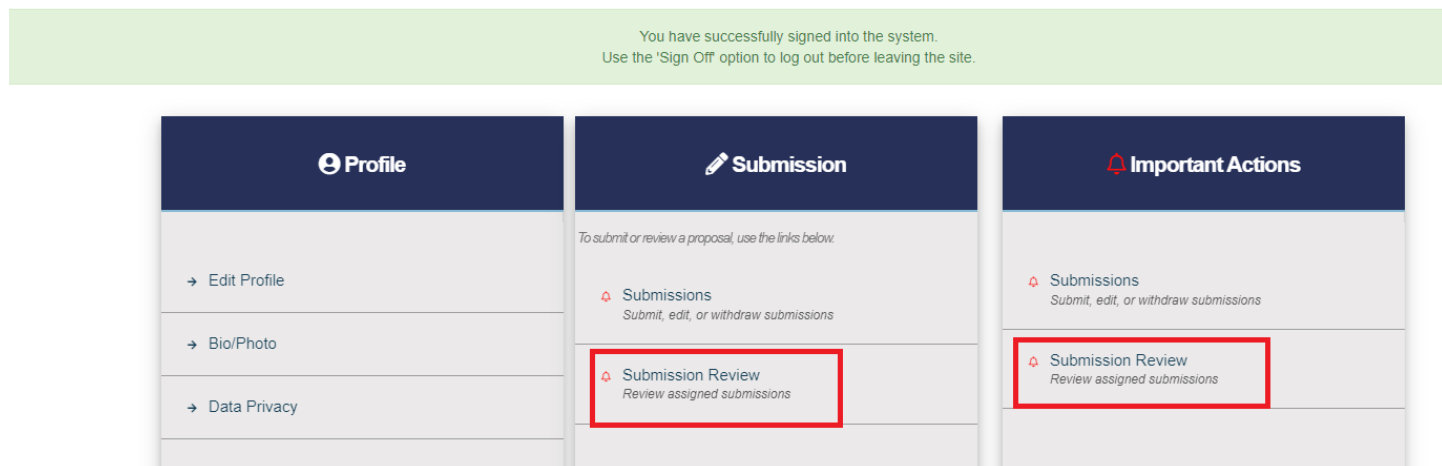 You have successfully signed into the system.
Use the 'Sign Off' option to log out before leaving the site.
Profile
Edit Profile
Bio/Photo
Data Privacy
Submission
To submit or review a proposal, use the links below.
Submissions
Submit, edit, or withdraw submissions
Submission Review
Review assigned submissions
Important Actions
Submissions
Submit, edit, or withdraw submissions
Submission Review
Review assigned submissions